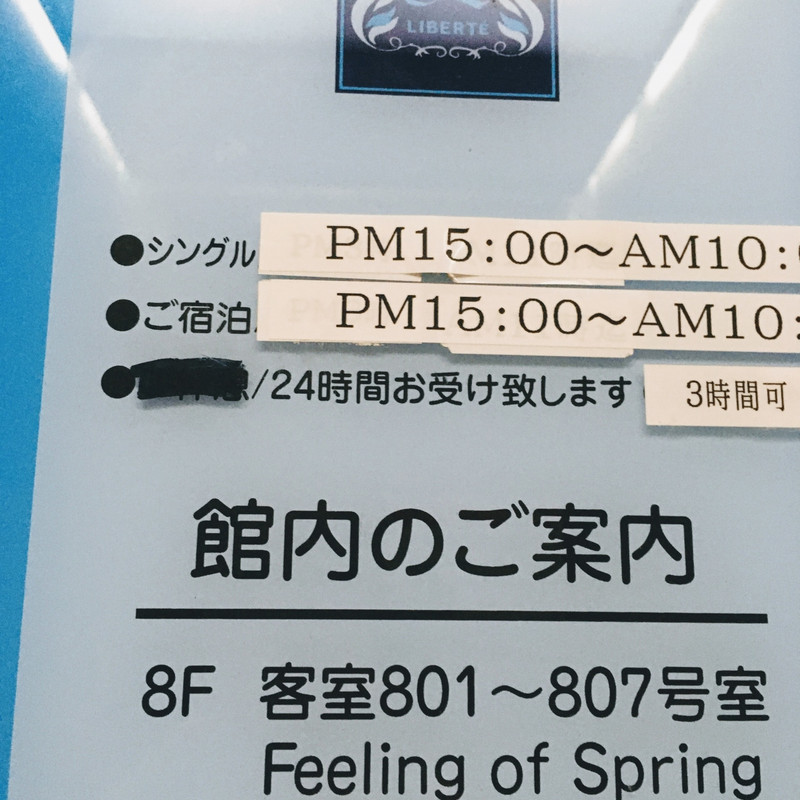 LIBERTÉ
●シングル PM15:00〜AM10:
●ご宿泊 PM15:00〜AM10:
●/24時間お受け致します 3時間可
館内のご案内
8F 客室801〜807号室
Feeling of Spring